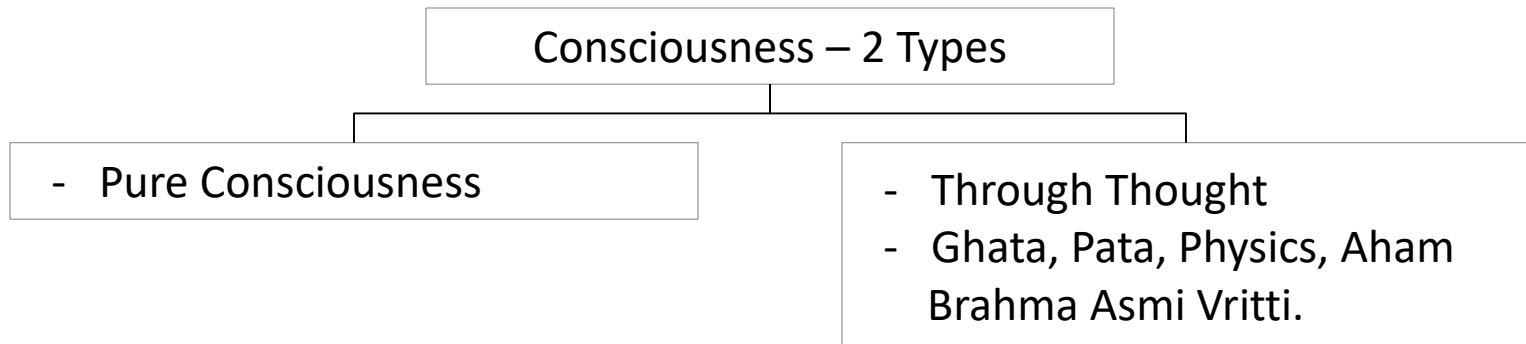 Consciousness – 2 Types
- Pure Consciousness
- Through Thought
- Ghata, Pata, Physics, Aham
Brahma Asmi Vritti.